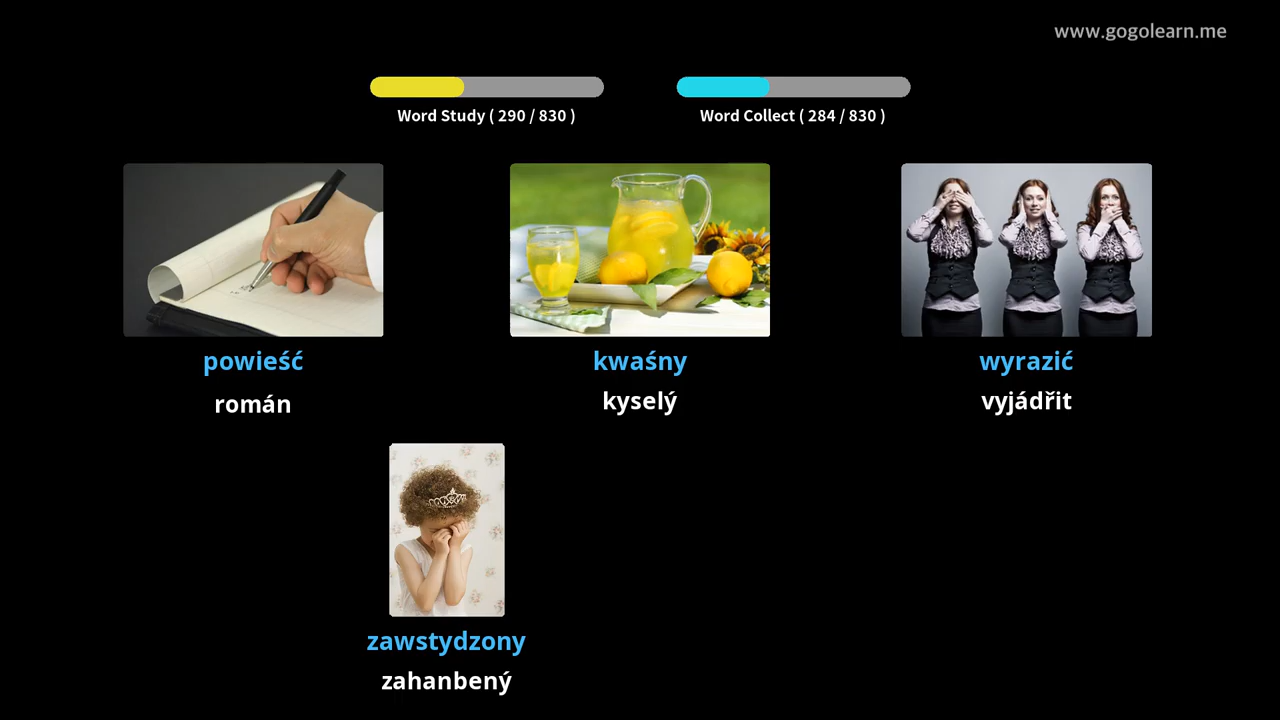 www.gogolearn.me
Word Study ( 290 / 830 )
Word Collect ( 284 / 830 )
powieść
román
kwaśny
kyselý
wyrazić
vyjádřit
zawstydzony
zahanbený